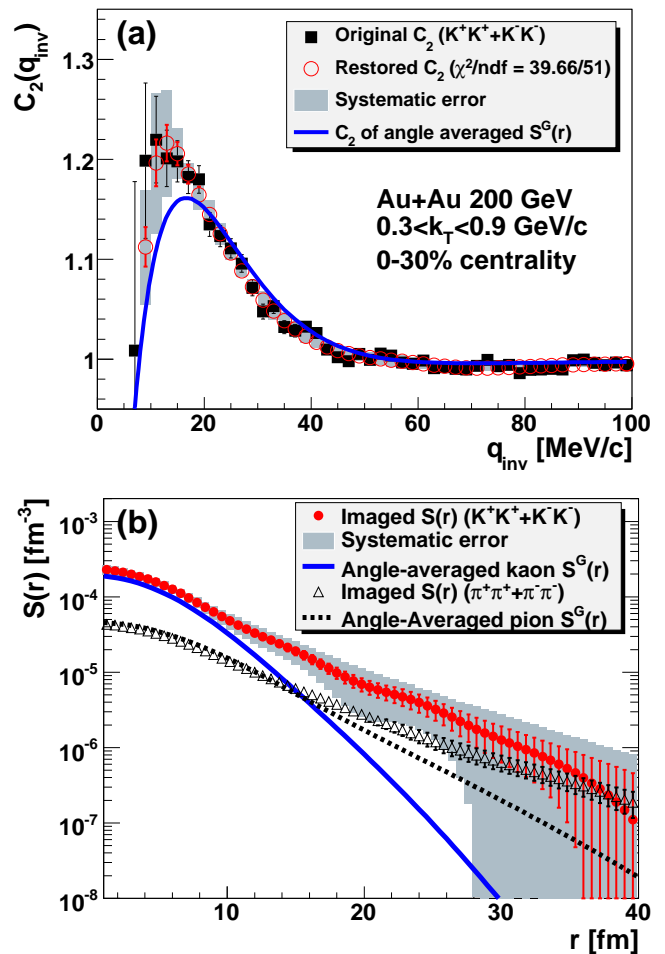 (a)
Original C₂ (K⁺K⁺+K⁻K⁻)
Restored C₂ (χ²/ndf = 39.66/51)
Systematic error
C₂ of angle averaged Sᴳ(r)
Au+Au 200 GeV
0.3<k_T<0.9 GeV/c
0-30% centrality
C₂(q_inv)
1.3
1.2
1.1
1
0 20 40 60 80 100
q_inv [MeV/c]
(b)
Imaged S(r) (K⁺K⁺+K⁻K⁻)
Systematic error
Angle-averaged kaon Sᴳ(r)
Imaged S(r) (π⁺π⁺+π⁻π⁻)
Angle-Averaged pion Sᴳ(r)
S(r) [fm⁻³]
10⁻³
10⁻⁴
10⁻⁵
10⁻⁶
10⁻⁷
10⁻⁸
10 20 30 40
r [fm]